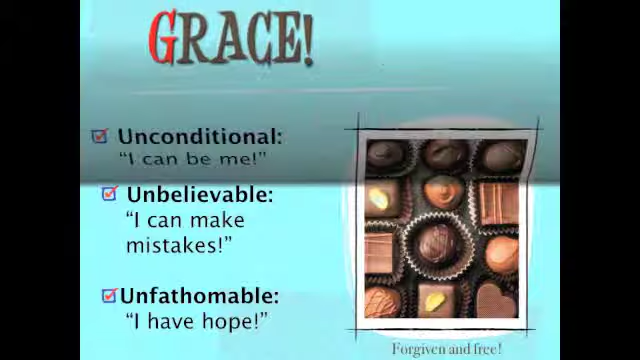 GRACE!
Unconditional:
“I can be me!”
Unbelievable:
“I can make
mistakes!”
Unfathomable:
“I have hope!”
Forgiven and free!